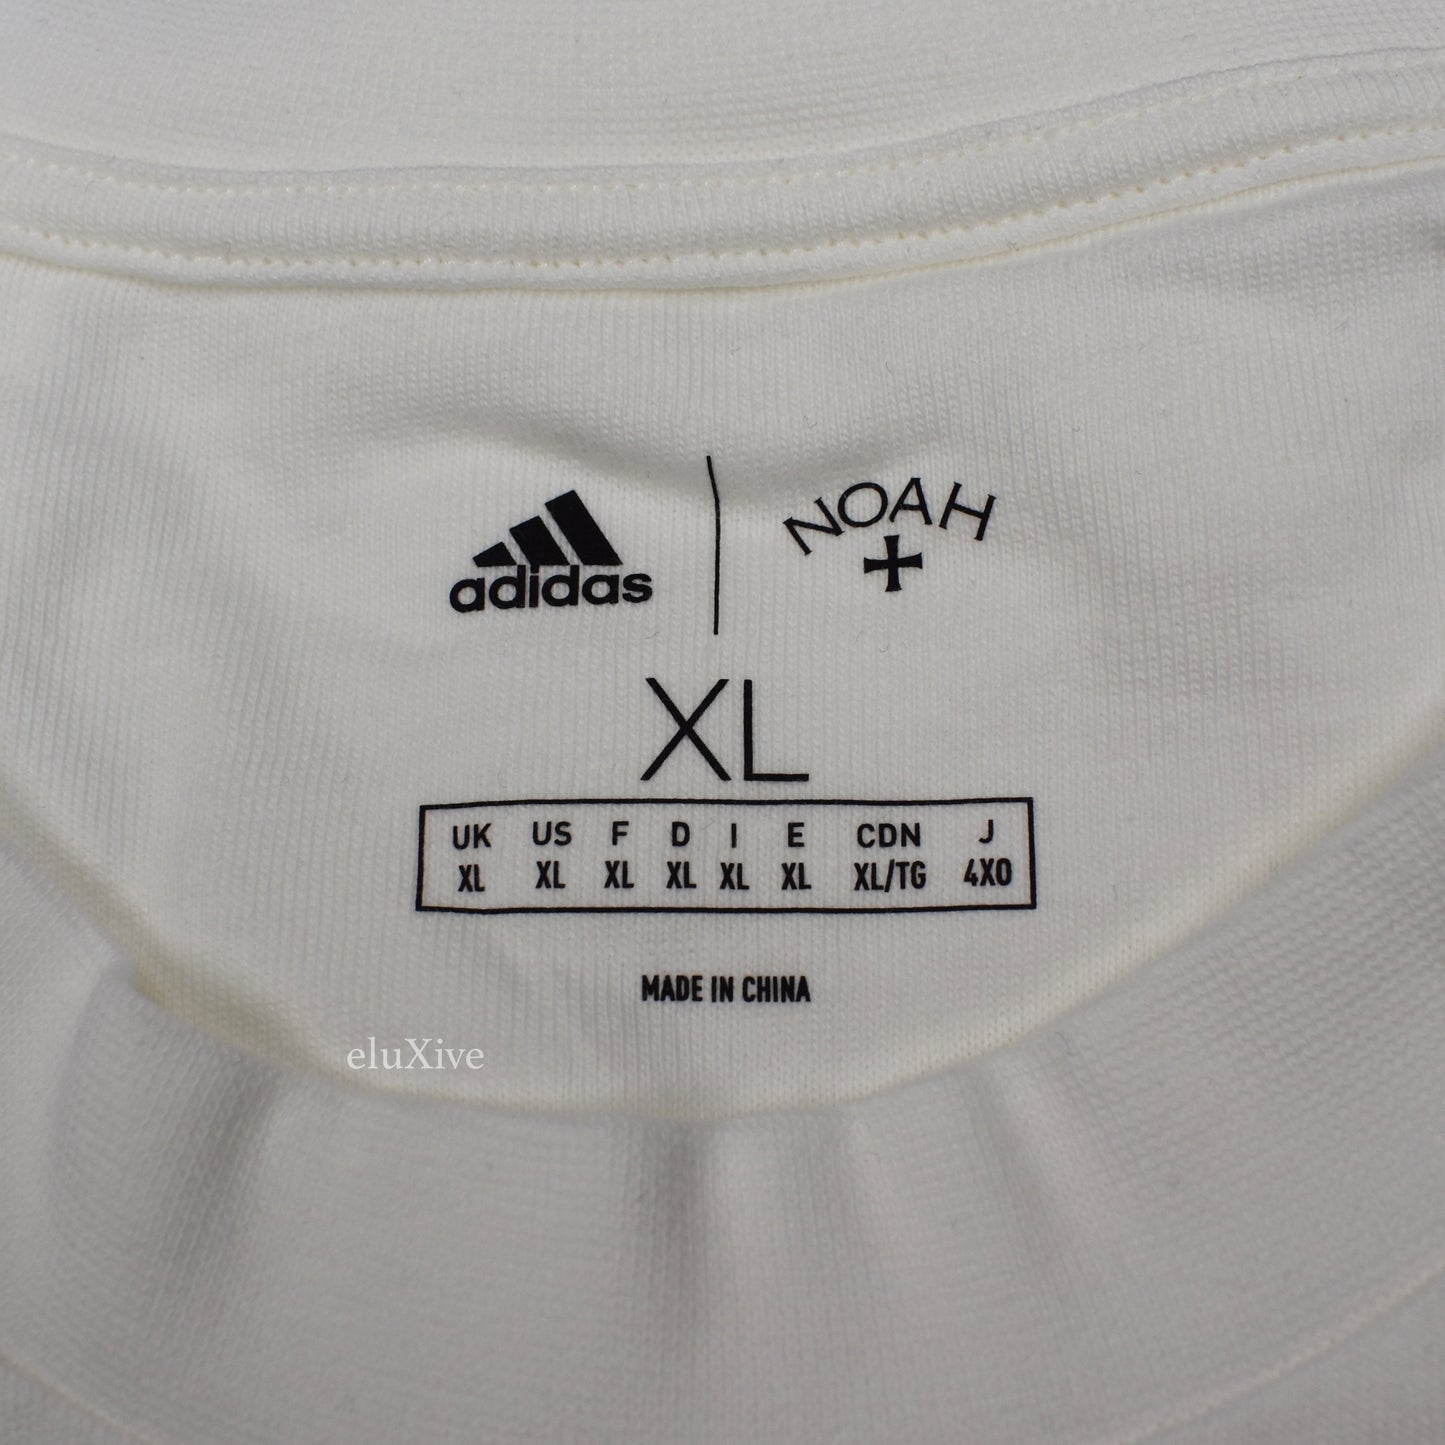 adidas NOAH
XL
UK US F D I E CDN J
XL XL XL XL XL XL XL/TG 4XO
MADE IN CHINA
eluXive